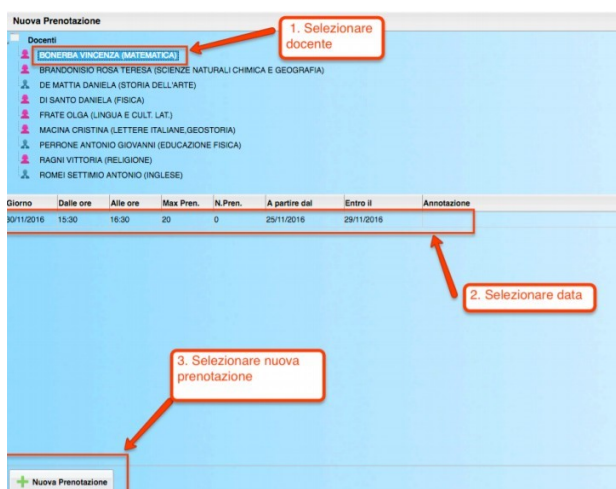 Nuova Prenotazione
1. Selezionare
docente
Docenti
BONERBA VINCENZA (MATEMATICA)
BRANDONISIO ROSA TERESA (SCIENZE NATURALI CHIMICA E GEOGRAFIA)
DE MATTIA DANIELA (STORIA DELL'ARTE)
DI SANTO DANIELA (FISICA)
FRATE OLGA (LINGUA E CULT. LAT.)
MACINA CRISTINA (LETTERE ITALIANE,GEOSTORIA)
PERRONE ANTONIO GIOVANNI (EDUCAZIONE FISICA)
RAGNI VITTORIA (RELIGIONE)
ROMEI SETTIMIO ANTONIO (INGLESE)
Giorno Dalle ore Alle ore Max Pren. N.Pren. A partire dal Entro il Annotazione
30/11/2016 15:30 16:30 20 0 25/11/2016 29/11/2016
2. Selezionare data
3. Selezionare nuova
prenotazione
Nuova Prenotazione